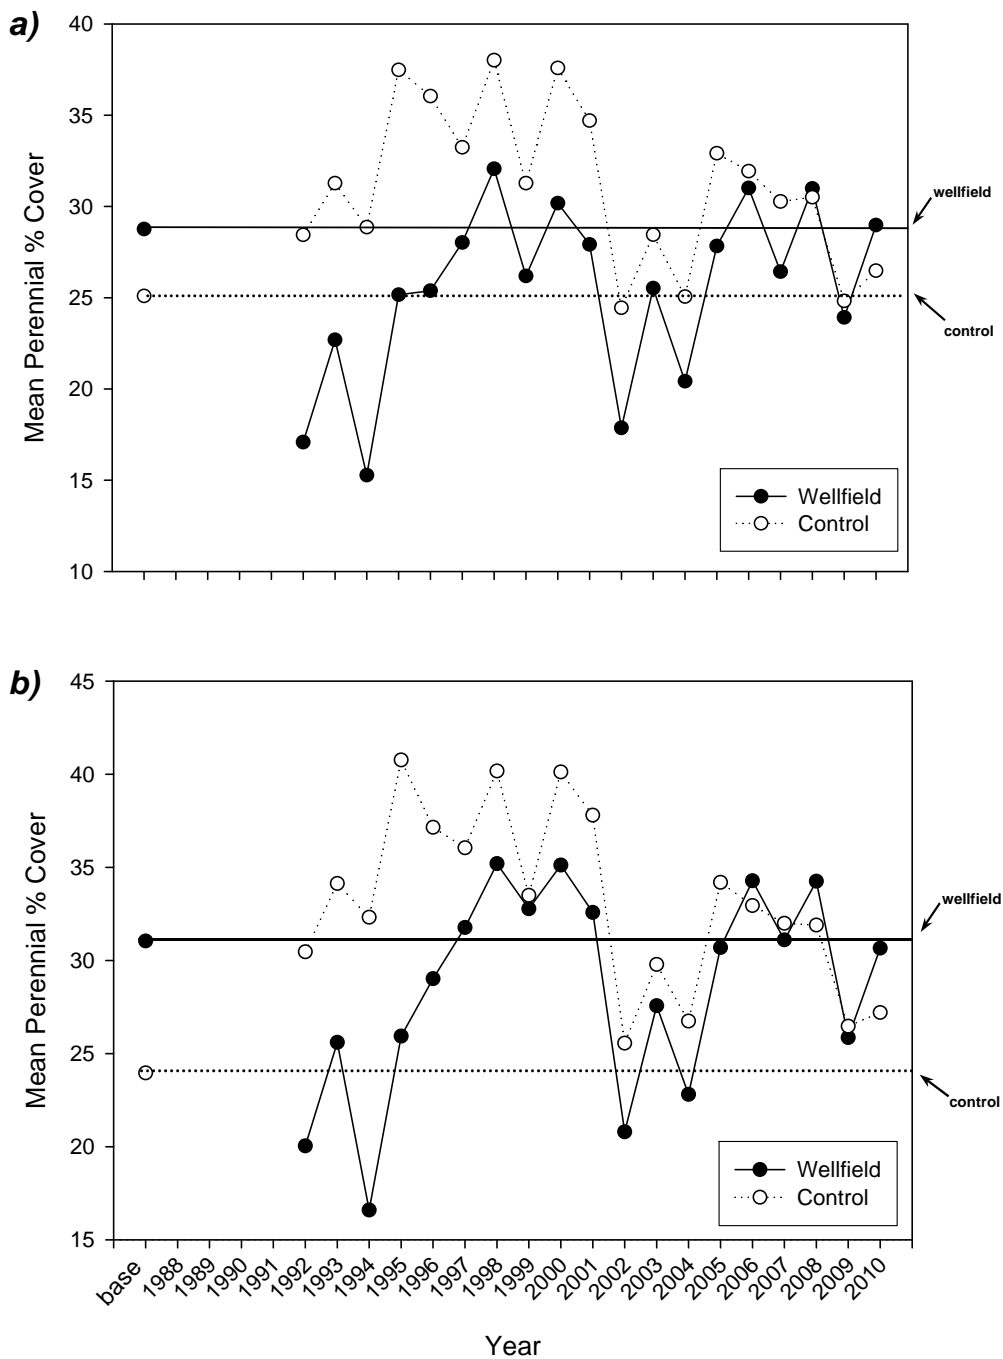 a)
40
35
30
25
20
15
10
Mean Perennial % Cover
wellfield
control
Wellfield
Control
b)
45
40
35
30
25
20
15
Mean Perennial % Cover
wellfield
control
Wellfield
Control
base
1988
1989
1990
1991
1992
1993
1994
1995
1996
1997
1998
1999
2000
2001
2002
2003
2004
2005
2006
2007
2008
2009
2010
Year